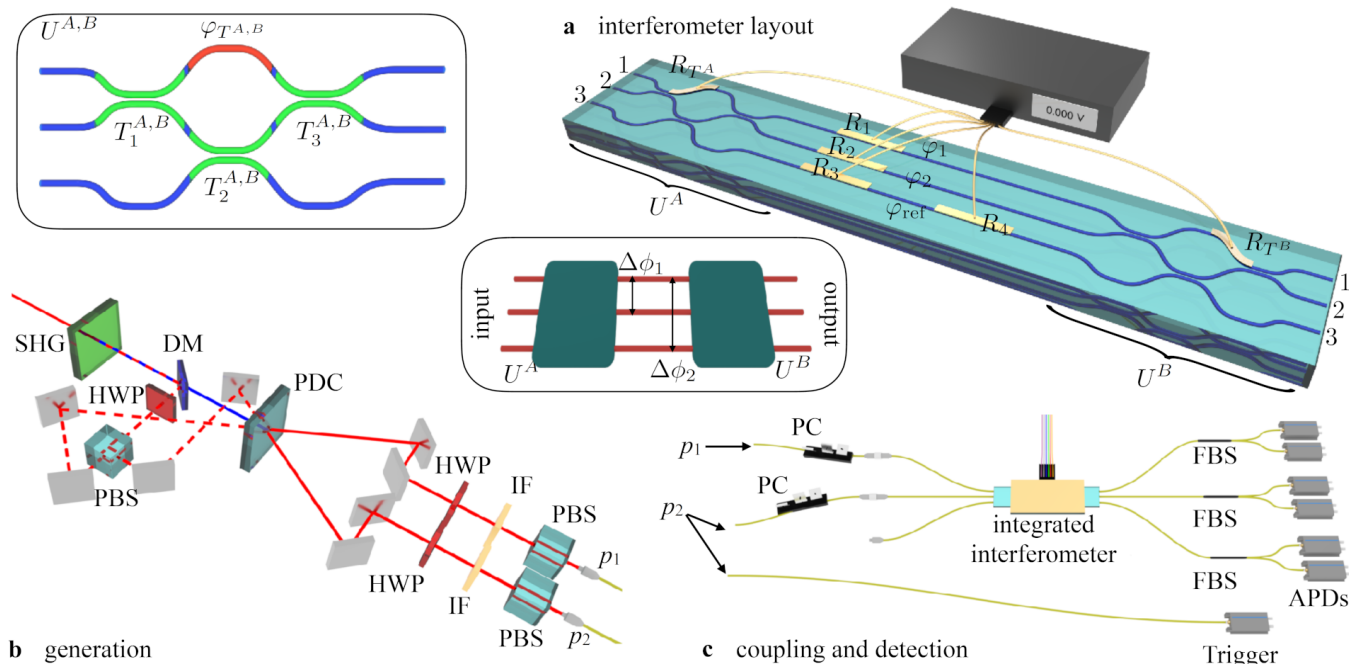 U^{A,B}
φ_{T^{A,B}}
T_1^{A,B}
T_3^{A,B}
T_2^{A,B}
a interferometer layout
0.000 V
1
2
3
R_{T^A}
R_1
R_2
R_3
R_4
φ_1
φ_2
φ_ref
R_{T^B}
U^A
U^B
1
2
3
input
output
Δϕ_1
Δϕ_2
U^A
U^B
SHG
DM
HWP
PDC
PBS
HWP
IF
PBS
p_1
HWP
IF
PBS
p_2
b generation
p_1
PC
p_2
PC
integrated
interferometer
FBS
FBS
FBS
APDs
Trigger
c coupling and detection